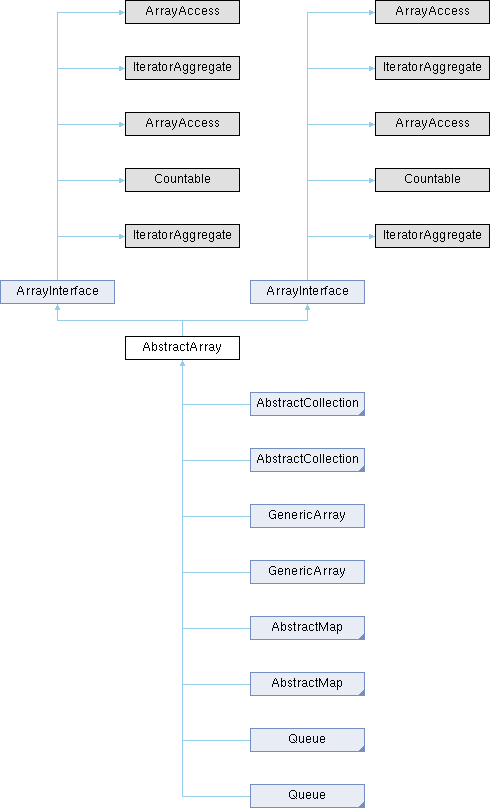 ArrayAccess
ArrayAccess
IteratorAggregate
IteratorAggregate
ArrayAccess
ArrayAccess
Countable
Countable
IteratorAggregate
IteratorAggregate
ArrayInterface
ArrayInterface
AbstractArray
AbstractCollection
AbstractCollection
GenericArray
GenericArray
AbstractMap
AbstractMap
Queue
Queue